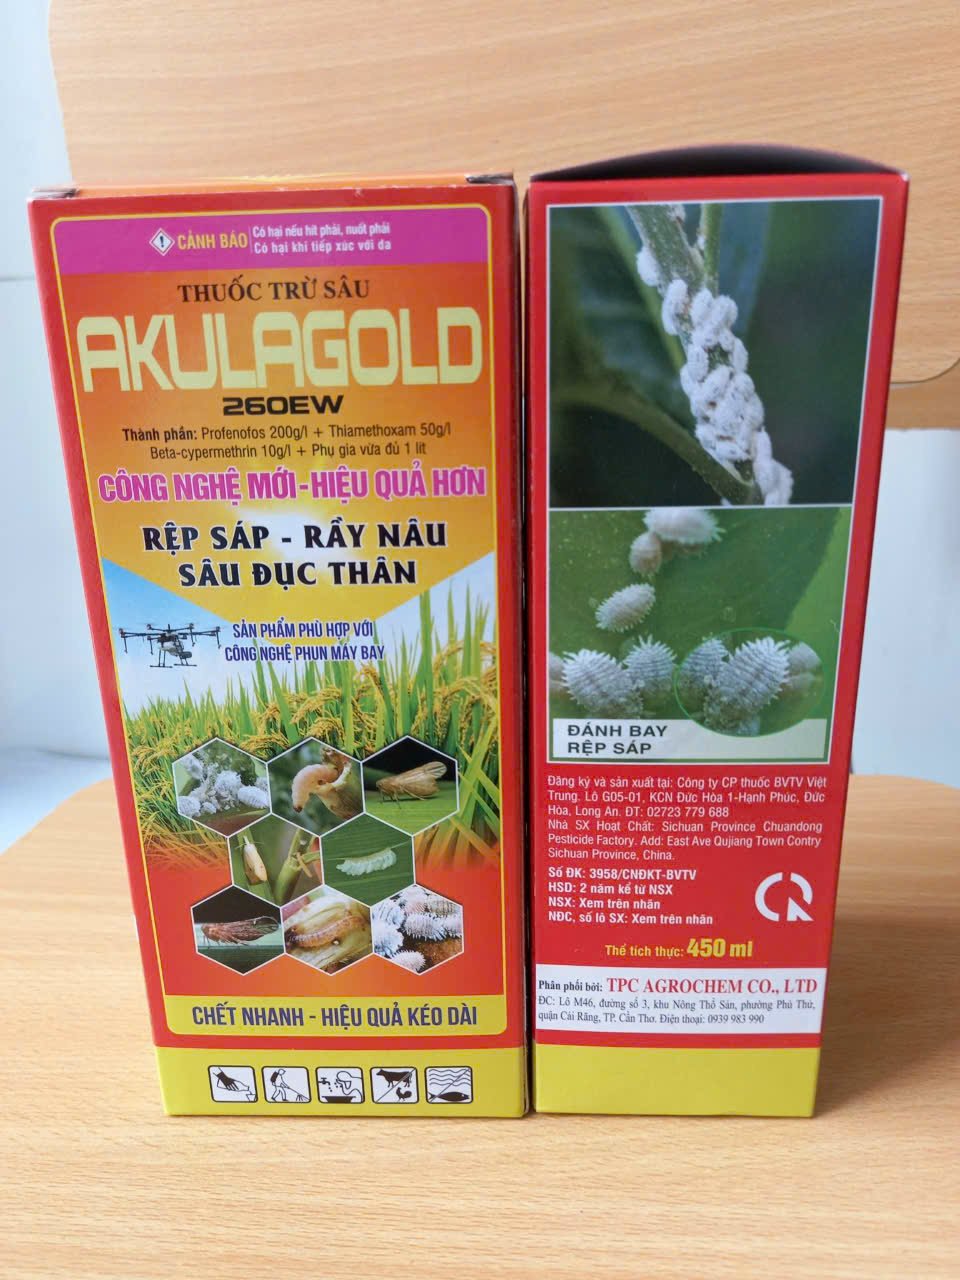 CẢNH BÁO
Có hại nếu hít phải, nuốt phải
Có hại khi tiếp xúc với da
THUỐC TRỪ SÂU
AKULAGOLD
260EW
Thành phần: Profenofos 200g/l + Thiamethoxam 50g/l
Beta-cypermethrin 10g/l + Phụ gia vừa đủ 1 lít
CÔNG NGHỆ MỚI - HIỆU QUẢ HƠN
RỆP SÁP - RẦY NÂU
SÂU ĐỤC THÂN
SẢN PHẨM PHÙ HỢP VỚI
CÔNG NGHỆ PHUN MÁY BAY
CHẾT NHANH - HIỆU QUẢ KÉO DÀI
ĐÁNH BAY
RỆP SÁP
Đăng ký và sản xuất tại: Công ty CP thuốc BVTV Việt
Trung. Lô G05-01, KCN Đức Hòa 1-Hạnh Phúc, Đức
Hòa, Long An. ĐT: 02723 779 688
Nhà SX Hoạt Chất: Sichuan Province Chuandong
Pesticide Factory. Add: East Ave Qujiang Town Contry
Sichuan Province, China.
Số ĐK: 3958/CNĐKT-BVTV
HSD: 2 năm kể từ NSX
NSX: Xem trên nhãn
NĐC, số lô SX: Xem trên nhãn
Thể tích thực: 450 ml
Phân phối bởi: TPC AGROCHEM CO., LTD
ĐC: Lô M46, đường số 3, khu Nông Thổ Sản, phường Phú Thứ,
quận Cái Răng, TP. Cần Thơ. Điện thoại: 0939 983 990